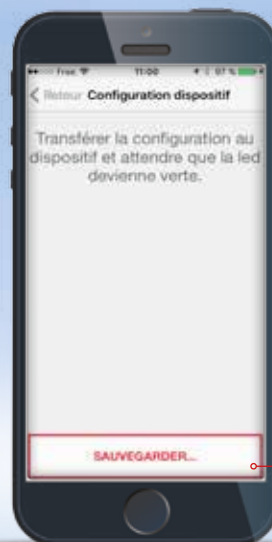 Free 11:00 97 %
Retour Configuration dispositif
Transférer la configuration au
dispositif et attendre que la led
devienne verte.
SAUVEGARDER...